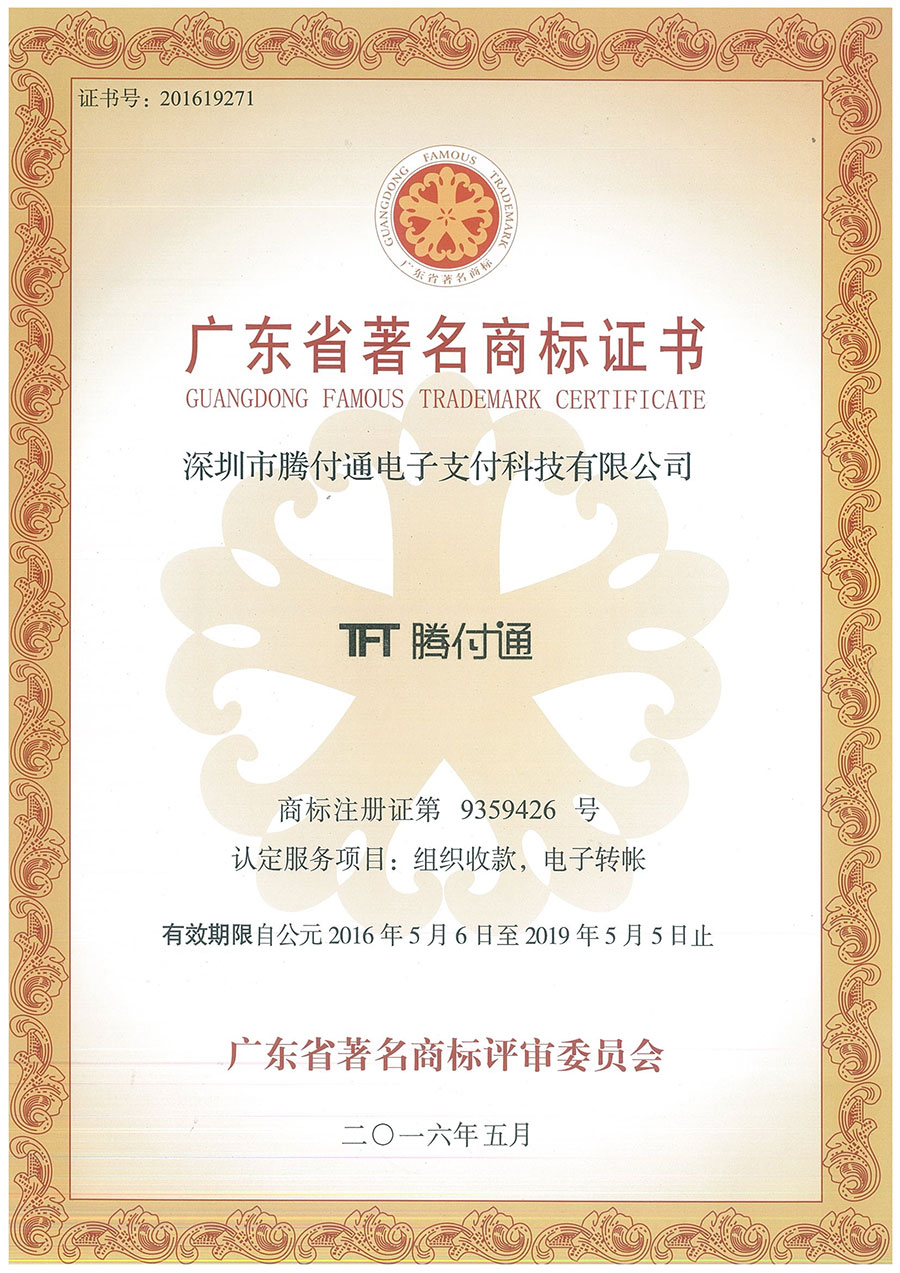 证书号：201619271
GUANGDONG FAMOUS TRADEMARK
广东省著名商标
广东省著名商标证书
GUANGDONG FAMOUS TRADEMARK CERTIFICATE
深圳市腾付通电子支付科技有限公司
TFT 腾付通
商标注册证第 9359426 号
认定服务项目：组织收款，电子转帐
有效期限自公元 2016 年 5 月 6 日至 2019 年 5 月 5 日止
广东省著名商标评审委员会
二〇一六年五月